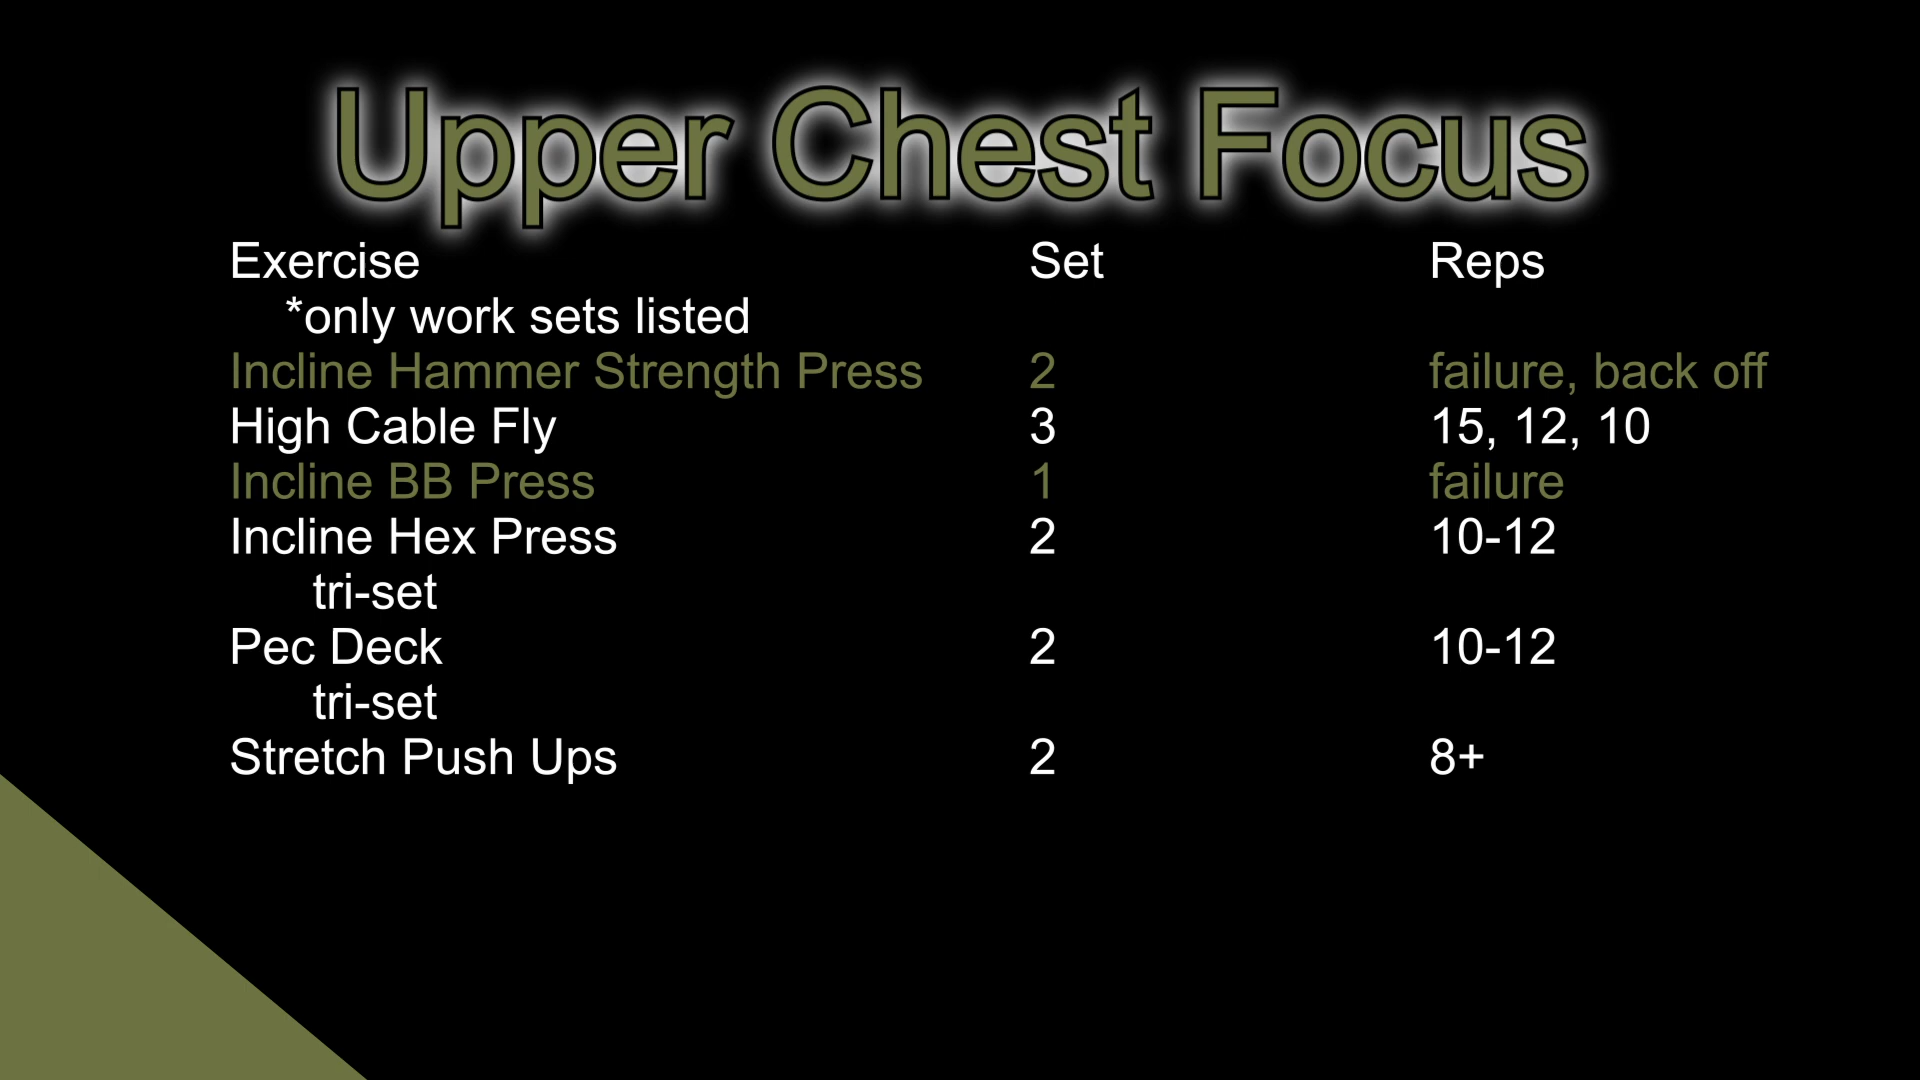 Upper Chest Focus
Exercise Set Reps
*only work sets listed
Incline Hammer Strength Press 2 failure, back off
High Cable Fly 3 15, 12, 10
Incline BB Press 1 failure
Incline Hex Press 2 10-12
tri-set
Pec Deck 2 10-12
tri-set
Stretch Push Ups 2 8+